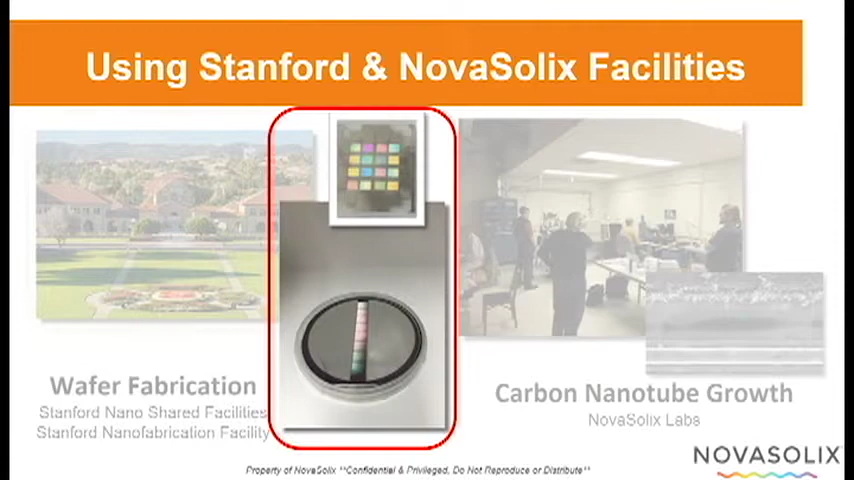 Using Stanford & NovaSolix Facilities
Wafer Fabrication
Stanford Nano Shared Facilities
Stanford Nanofabrication Facility
Carbon Nanotube Growth
NovaSolix Labs
Property of NovaSolix **Confidential & Privileged, Do Not Reproduce or Distribute**
NOVASOLIX